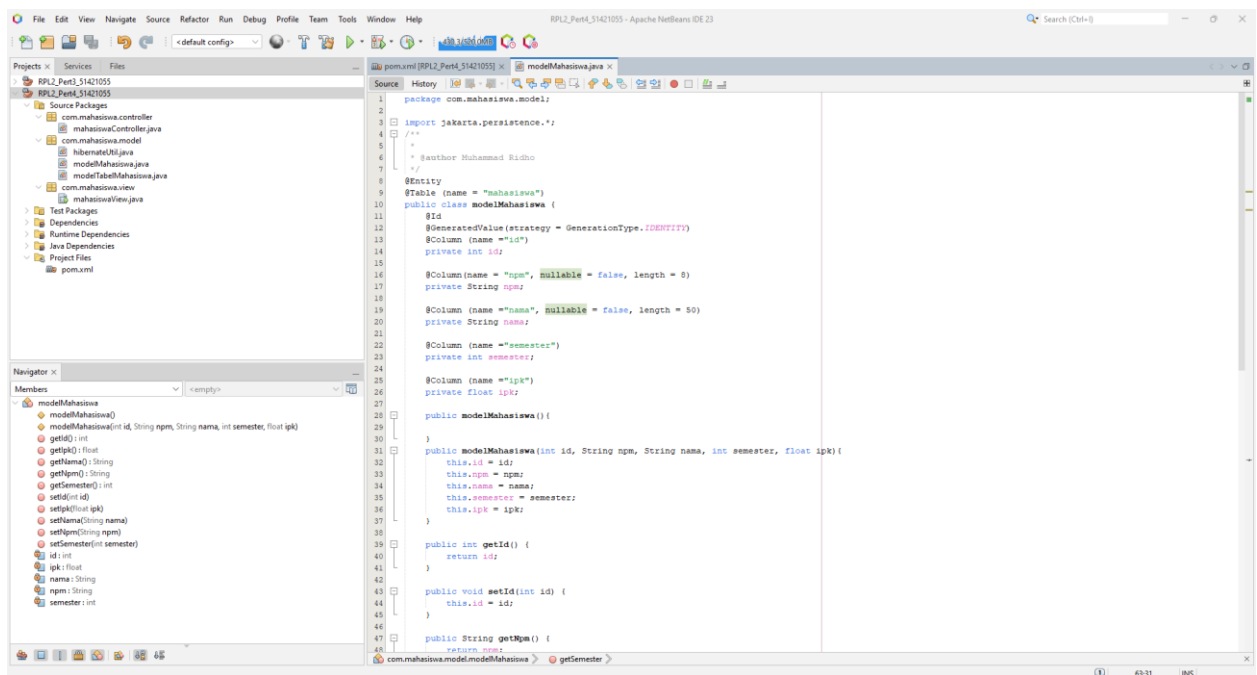 File Edit View Navigate Source Refactor Run Debug Profile Team Tools Window Help
RPL2_Pert4_51421055 - Apache NetBeans IDE 23
Search (Ctrl+I)
<default config>
Projects × Services Files
RPL2_Pert3_51421055
RPL2_Pert4_51421055
Source Packages
com.mahasiswa.controller
mahasiswaController.java
com.mahasiswa.model
hibernateUtil.java
modelMahasiswa.java
modelTabelMahasiswa.java
com.mahasiswa.view
mahasiswaView.java
Test Packages
Dependencies
Runtime Dependencies
Java Dependencies
Project Files
pom.xml
Navigator ×
Members <empty>
modelMahasiswa
modelMahasiswa()
modelMahasiswa(int id, String npm, String nama, int semester, float ipk)
getId() : int
getIpk() : float
getNama() : String
getNpm() : String
getSemester() : int
setId(int id)
setIpk(float ipk)
setNama(String nama)
setNpm(String npm)
setSemester(int semester)
id : int
ipk : float
nama : String
npm : String
semester : int
pom.xml [RPL2_Pert4_51421055] × modelMahasiswa.java ×
Source History
1 package com.mahasiswa.model;
2
3 import jakarta.persistence.*;
4 /**
5 *
6 * @author Muhammad Ridho
7 */
8 @Entity
9 @Table (name = "mahasiswa")
10 public class modelMahasiswa {
11 @Id
12 @GeneratedValue(strategy = GenerationType.IDENTITY)
13 @Column (name ="id")
14 private int id;
15
16 @Column(name = "npm", nullable = false, length = 8)
17 private String npm;
18
19 @Column (name ="nama", nullable = false, length = 50)
20 private String nama;
21
22 @Column (name ="semester")
23 private int semester;
24
25 @Column (name ="ipk")
26 private float ipk;
27
28 public modelMahasiswa(){
29
30 }
31 public modelMahasiswa(int id, String npm, String nama, int semester, float ipk){
32 this.id = id;
33 this.npm = npm;
34 this.nama = nama;
35 this.semester = semester;
36 this.ipk = ipk;
37 }
38
39 public int getId() {
40 return id;
41 }
42
43 public void setId(int id) {
44 this.id = id;
45 }
46
47 public String getNpm() {
48 return npm;
com.mahasiswa.model.modelMahasiswa getSemester
1 63:31 INS